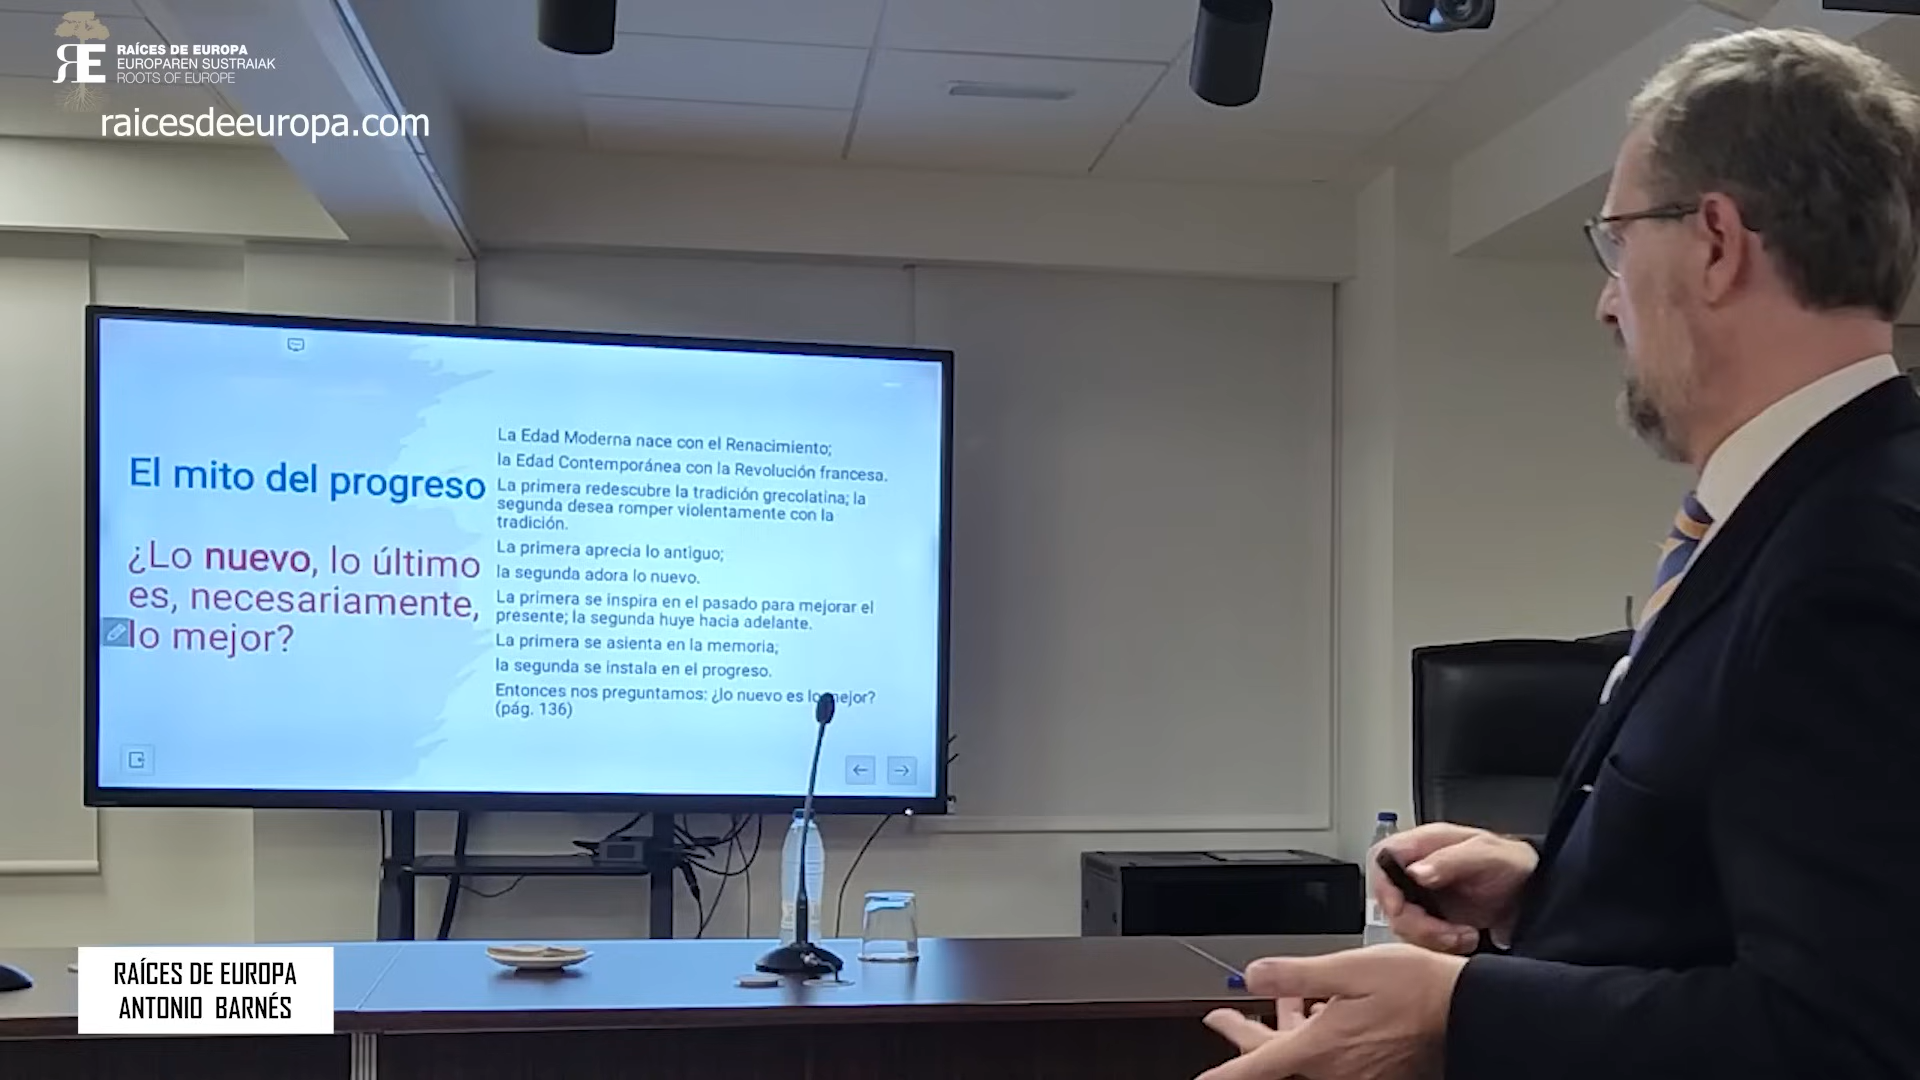 RE
RAÍCES DE EUROPA
EUROPAREN SUSTRAIAK
ROOTS OF EUROPE
raicesdeeuropa.com
El mito del progreso
¿Lo nuevo, lo último
es, necesariamente,
lo mejor?
La Edad Moderna nace con el Renacimiento;
la Edad Contemporánea con la Revolución francesa.
La primera redescubre la tradición grecolatina; la
segunda desea romper violentamente con la
tradición.
La primera aprecia lo antiguo;
la segunda adora lo nuevo.
La primera se inspira en el pasado para mejorar el
presente; la segunda huye hacia adelante.
La primera se asienta en la memoria;
la segunda se instala en el progreso.
Entonces nos preguntamos: ¿lo nuevo es lo mejor?
(pág. 136)
RAÍCES DE EUROPA
ANTONIO BARNÉS